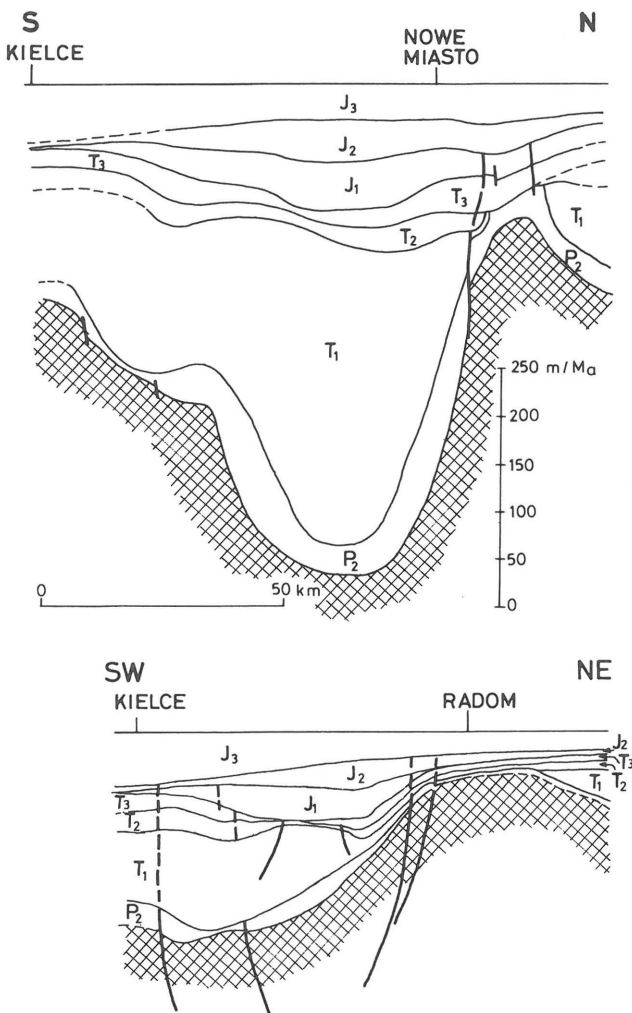 S N
KIELCE NOWE
MIASTO
J3
J2
T3
J1
T3
T2
T1
P2
T1
250 m/Ma
200
150
100
50
0
P2
0 50 km
SW NE
KIELCE RADOM
J3
J2
J2
T3
J1
T3
T1 T2
T2
T1
P2